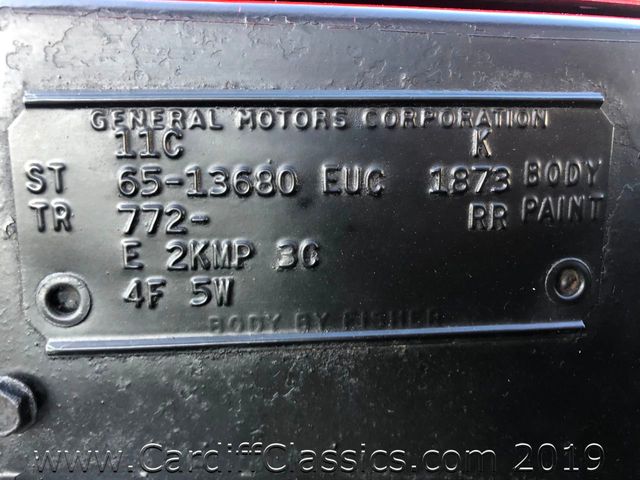 GENERAL MOTORS CORPORATION
11C K
ST 65-13680 EUC 1873 BODY
TR 772- RR PAINT
E 2KMP 3C
4F 5W
BODY BY FISHER
www.CardiffClassics.com 2019